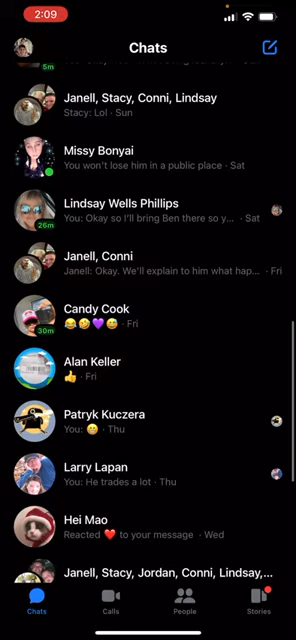 2:09
Chats
5m
Sat
Janell, Stacy, Conni, Lindsay
Stacy: Lol · Sun
Missy Bonyai
You won't lose him in a public place · Sat
Lindsay Wells Phillips
You: Okay so I'll bring Ben there so y... · Sat
26m
Janell, Conni
Janell: Okay. We'll explain to him what hap... · Fri
Candy Cook
😂🤣💜😅 · Fri
30m
Alan Keller
👍 · Fri
Patryk Kuczera
You: 😁 · Thu
Larry Lapan
You: He trades a lot · Thu
Hei Mao
Reacted ❤️ to your message · Wed
Janell, Stacy, Jordan, Conni, Lindsay,...
Chats
Calls
People
Stories